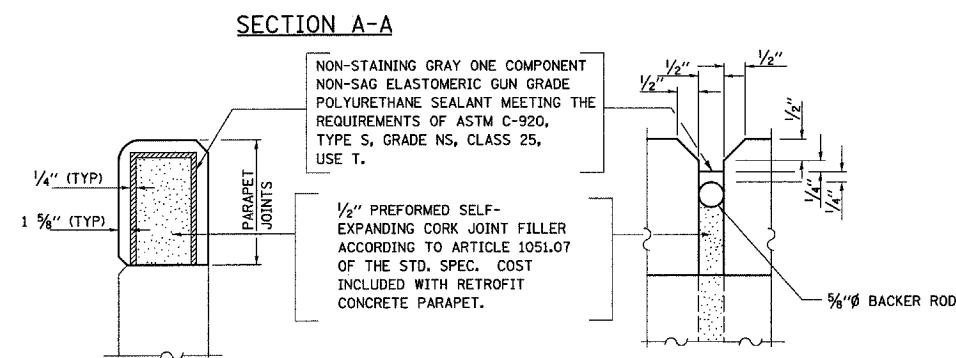 SECTION A-A
NON-STAINING GRAY ONE COMPONENT
NON-SAG ELASTOMERIC GUN GRADE
POLYURETHANE SEALANT MEETING THE
REQUIREMENTS OF ASTM C-920,
TYPE S, GRADE NS, CLASS 25,
USE T.
1/2" PREFORMED SELF-
EXPANDING CORK JOINT FILLER
ACCORDING TO ARTICLE 1051.07
OF THE STD. SPEC. COST
INCLUDED WITH RETROFIT
CONCRETE PARAPET.
1/4" (TYP)
1 5/8" (TYP)
PARAPET
JOINTS
1/2"
1/2"
1/2"
1/2"
1/4"
1/4"
5/8"Ø BACKER ROD